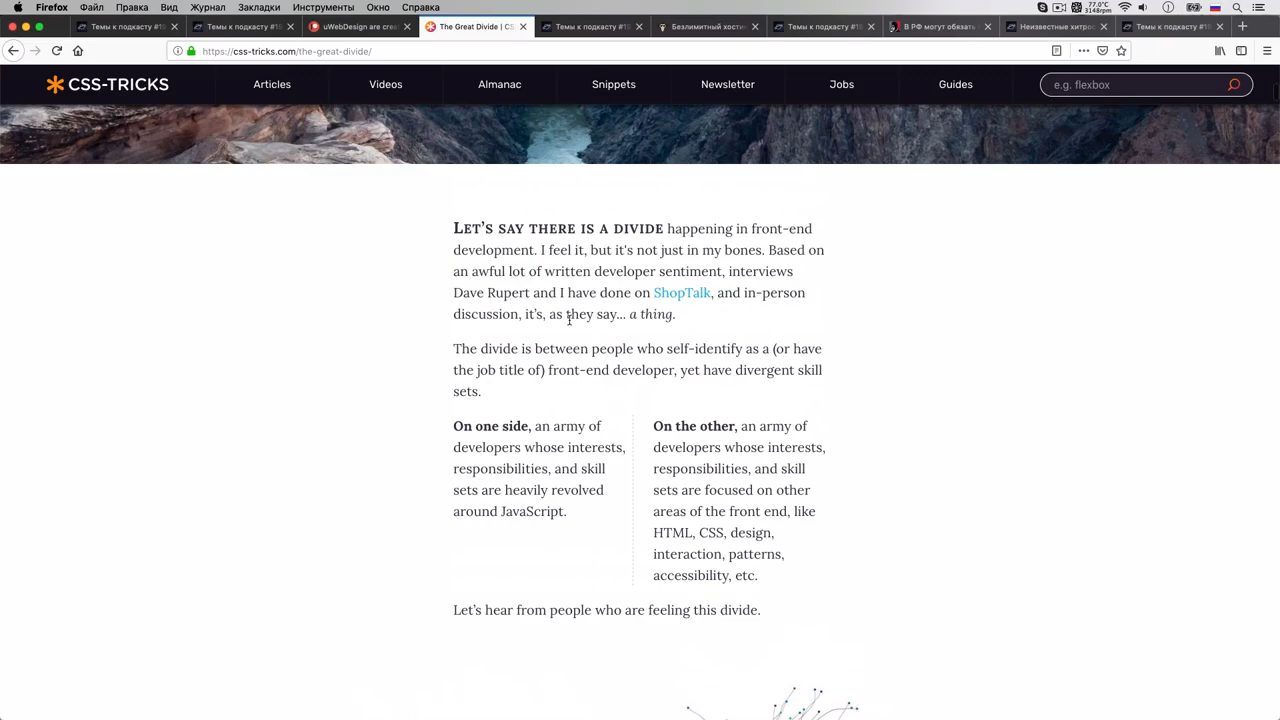 Firefox Файл Правка Вид Журнал Закладки Инструменты Окно Справка
77.0°C
3148rpm
Темы к подкасту #1
Темы к подкасту #1
uWebDesign are crea
The Great Divide | CS
Темы к подкасту #1
Безлимитный хости
Темы к подкасту #1
В РФ могут обязать
Неизвестные хитрос
Темы к подкасту #1
https://css-tricks.com/the-great-divide/
CSS-TRICKS
Articles
Videos
Almanac
Snippets
Newsletter
Jobs
Guides
e.g. flexbox
LET'S SAY THERE IS A DIVIDE happening in front-end
development. I feel it, but it's not just in my bones. Based on
an awful lot of written developer sentiment, interviews
Dave Rupert and I have done on ShopTalk, and in-person
discussion, it's, as they say... a thing.
The divide is between people who self-identify as a (or have
the job title of) front-end developer, yet have divergent skill
sets.
On one side, an army of
developers whose interests,
responsibilities, and skill
sets are heavily revolved
around JavaScript.
On the other, an army of
developers whose interests,
responsibilities, and skill
sets are focused on other
areas of the front end, like
HTML, CSS, design,
interaction, patterns,
accessibility, etc.
Let's hear from people who are feeling this divide.